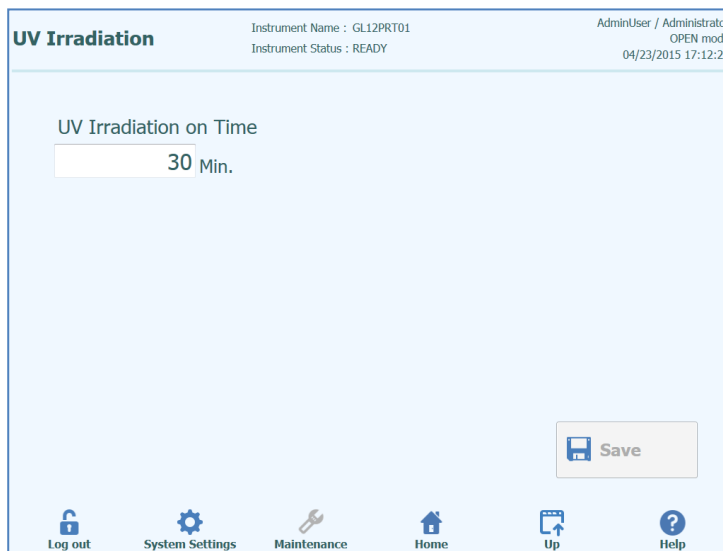 UV Irradiation
Instrument Name : GL12PRT01
Instrument Status : READY
AdminUser / Administrato
OPEN mod
04/23/2015 17:12:2
UV Irradiation on Time
30 Min.
Save
Log out
System Settings
Maintenance
Home
Up
Help